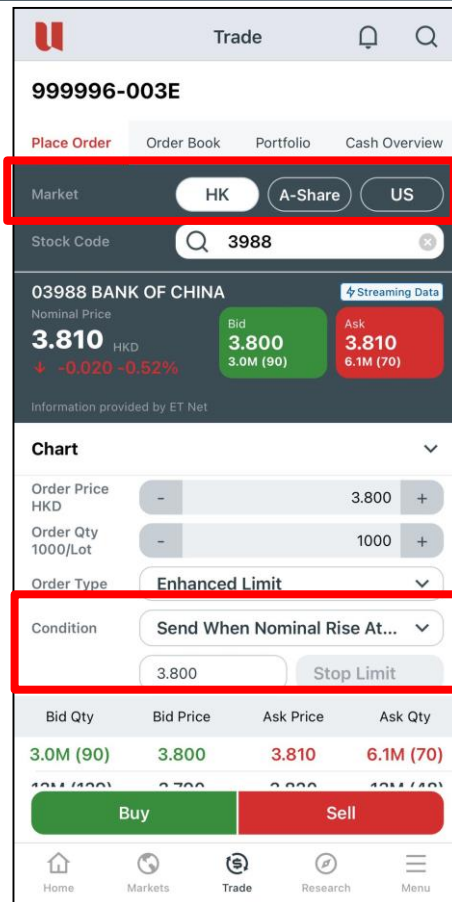 Trade
999996-003E
Place Order Order Book Portfolio Cash Overview
Market HK A-Share US
Stock Code 3988
03988 BANK OF CHINA Streaming Data
Nominal Price
3.810 HKD
-0.020 -0.52%
Bid
3.800
3.0M (90)
Ask
3.810
6.1M (70)
Information provided by ET Net
Chart
Order Price
HKD
- 3.800 +
Order Qty
1000/Lot
- 1000 +
Order Type Enhanced Limit
Condition Send When Nominal Rise At...
3.800 Stop Limit
Bid Qty Bid Price Ask Price Ask Qty
3.0M (90) 3.800 3.810 6.1M (70)
Buy Sell
Home Markets Trade Research Menu